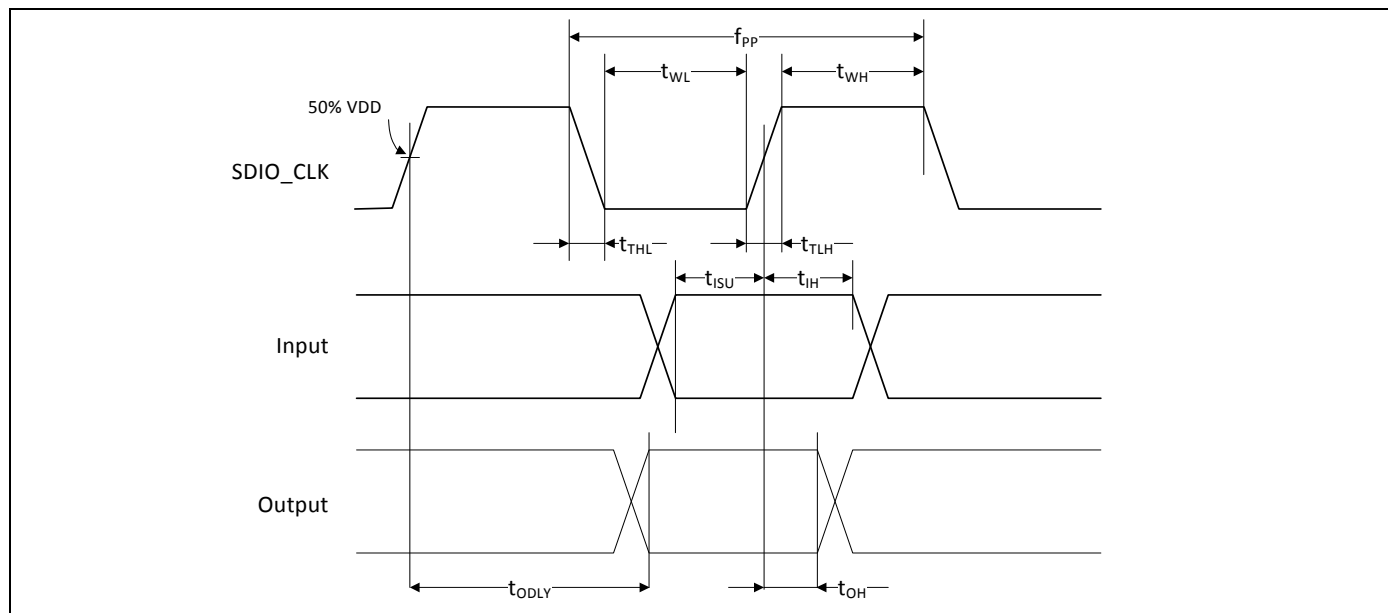 fPP
tWL
tWH
50% VDD
SDIO_CLK
tTHL
tTLH
tISU
tIH
Input
Output
tODLY
tOH